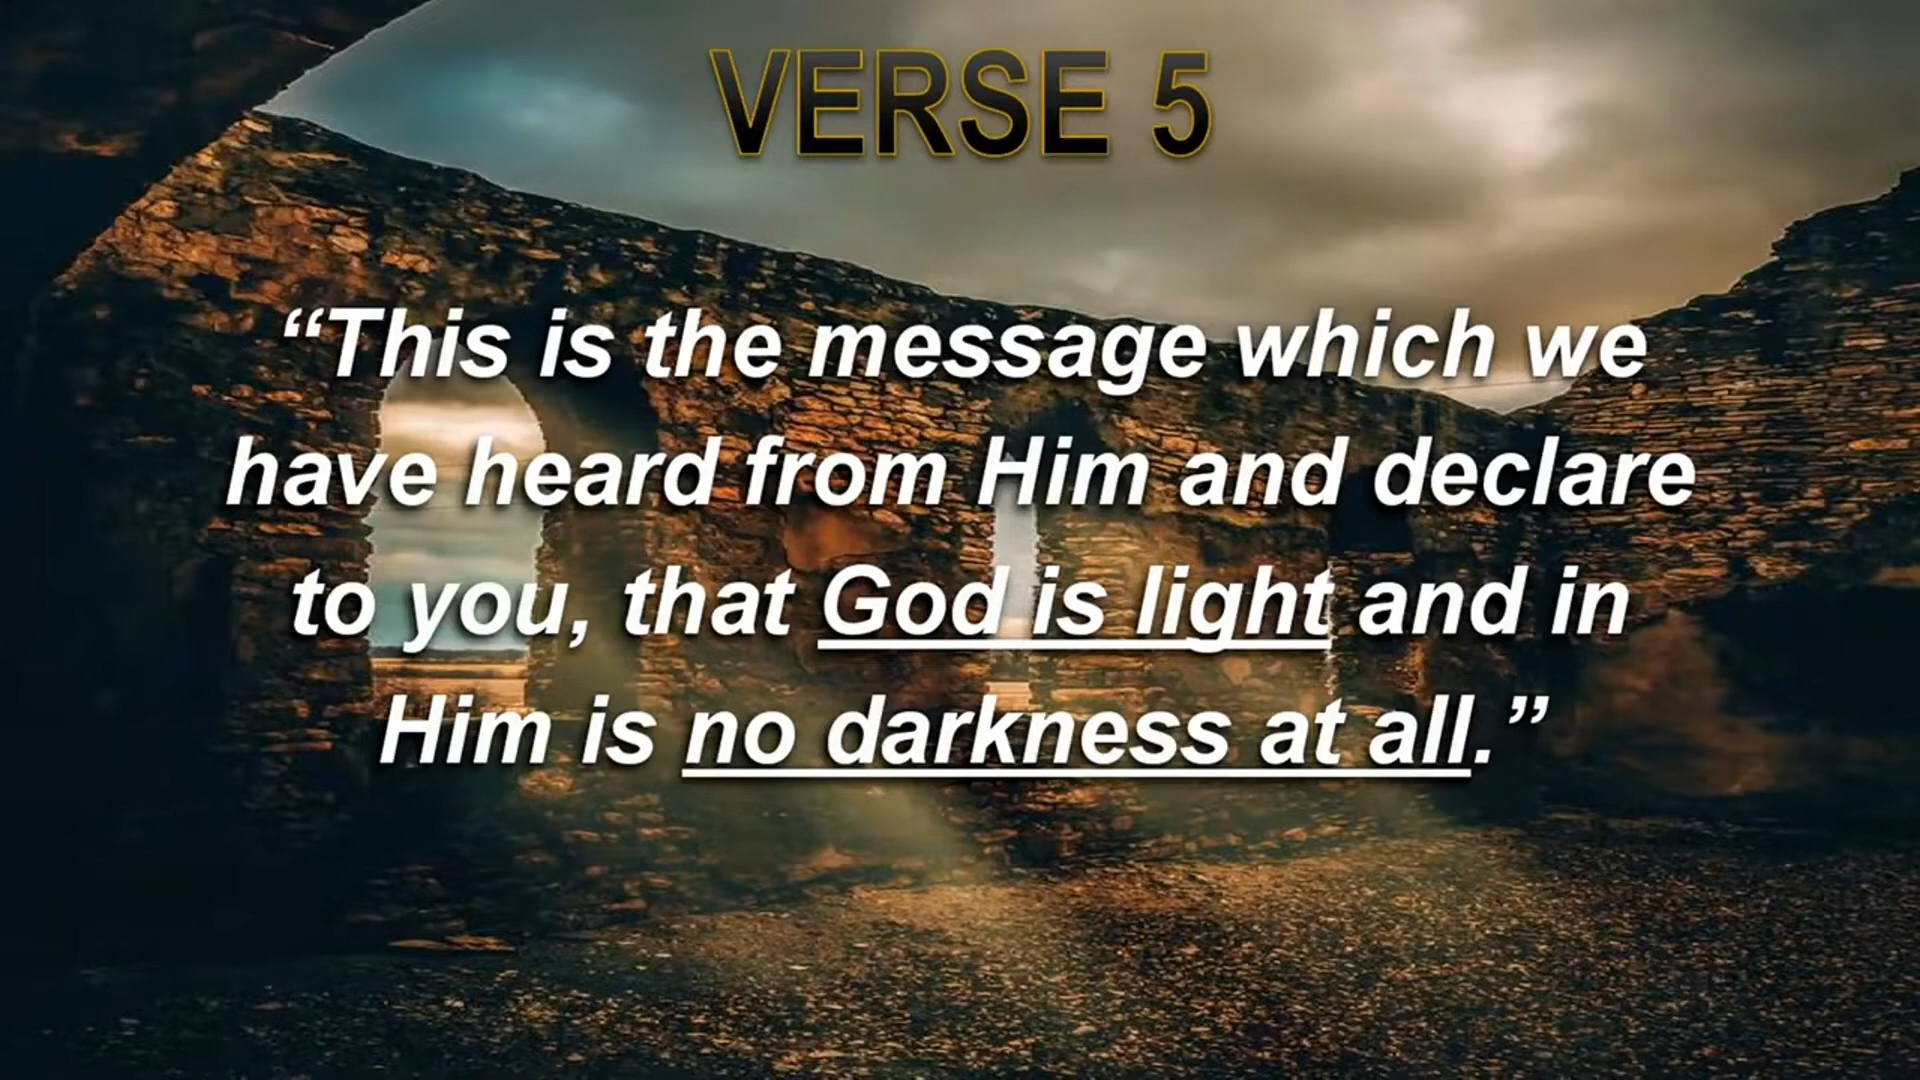 VERSE 5
“This is the message which we
have heard from Him and declare
to you, that God is light and in
Him is no darkness at all.”